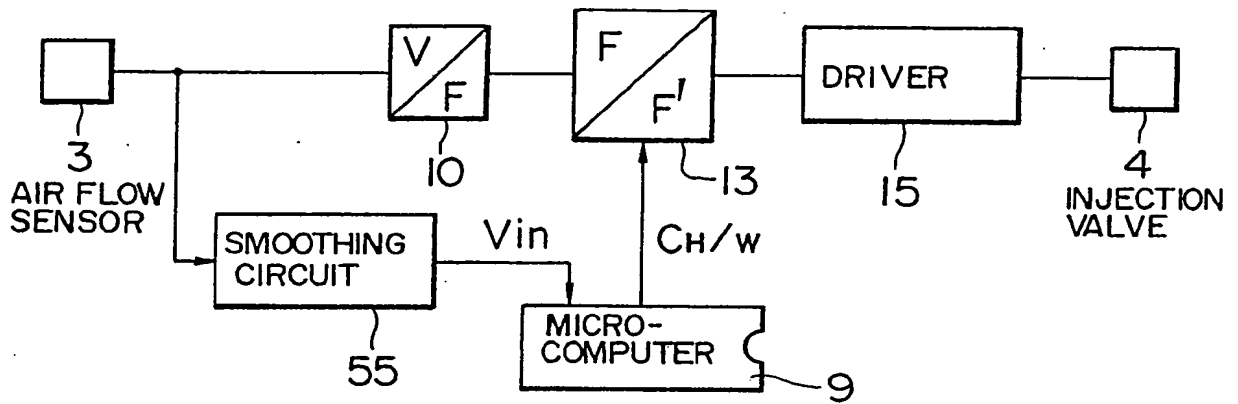 V
F
F
F'
DRIVER
3
10
13
15
4
AIR FLOW
SENSOR
INJECTION
VALVE
SMOOTHING
CIRCUIT
Vin
CH/W
MICRO-
COMPUTER
55
9